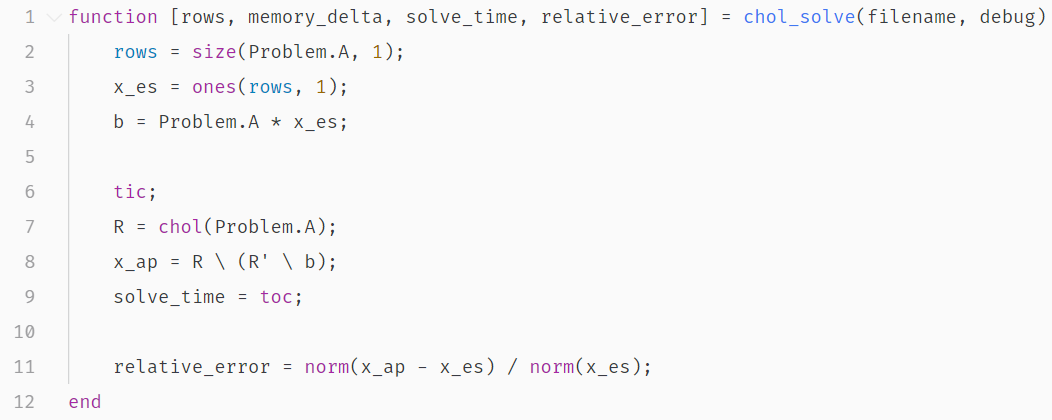 1 function [rows, memory_delta, solve_time, relative_error] = chol_solve(filename, debug)
2     rows = size(Problem.A, 1);
3     x_es = ones(rows, 1);
4     b = Problem.A * x_es;
5
6     tic;
7     R = chol(Problem.A);
8     x_ap = R \ (R' \ b);
9     solve_time = toc;
10
11     relative_error = norm(x_ap - x_es) / norm(x_es);
12 end